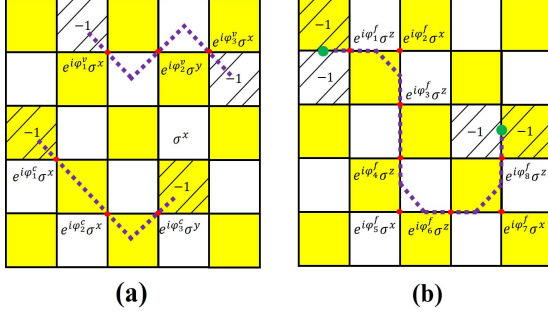 −1
e^{iφ_3^v}σ^x
e^{iφ_1^v}σ^x
e^{iφ_2^v}σ^y
−1
−1
σ^x
e^{iφ_1^c}σ^x
−1
e^{iφ_2^c}σ^x
e^{iφ_3^c}σ^y
(a)
−1
e^{iφ_1^f}σ^z
e^{iφ_2^f}σ^x
−1
e^{iφ_3^f}σ^z
−1
−1
e^{iφ_4^f}σ^z
e^{iφ_8^f}σ^z
e^{iφ_5^f}σ^x
e^{iφ_6^f}σ^z
e^{iφ_7^f}σ^x
(b)